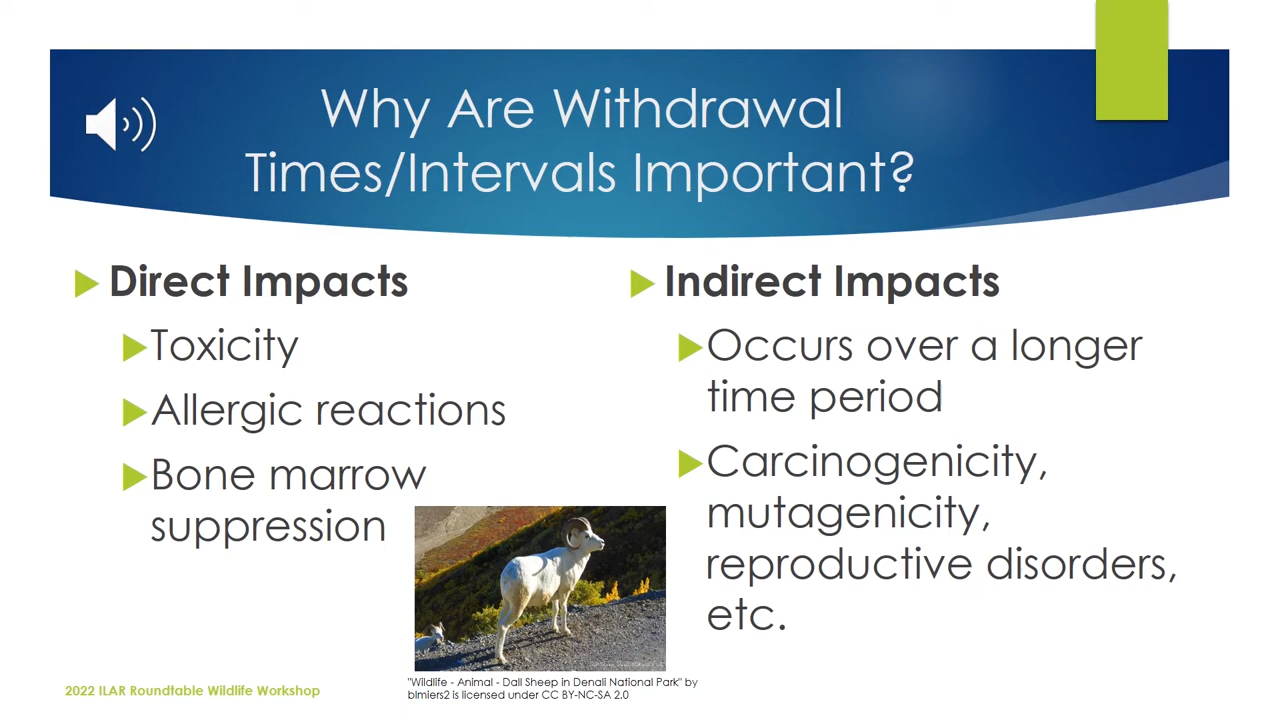 Why Are Withdrawal
Times/Intervals Important?
Direct Impacts
Toxicity
Allergic reactions
Bone marrow
suppression
Indirect Impacts
Occurs over a longer
time period
Carcinogenicity,
mutagenicity,
reproductive disorders,
etc.
"Wildlife - Animal - Dall Sheep in Denali National Park" by
blmiers2 is licensed under CC BY-NC-SA 2.0
2022 ILAR Roundtable Wildlife Workshop